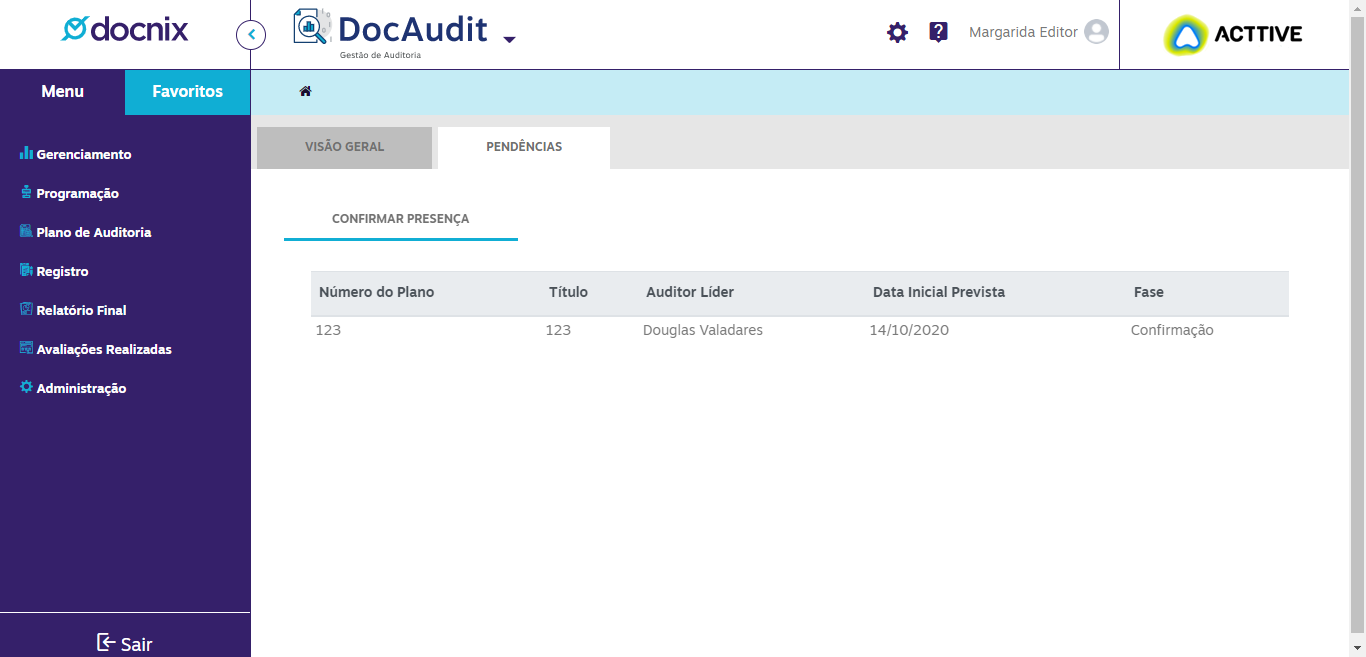 docnix
DocAudit
Gestão de Auditoria
Margarida Editor
ACTTIVE
Menu
Favoritos
VISÃO GERAL
PENDÊNCIAS
Gerenciamento
Programação
Plano de Auditoria
Registro
Relatório Final
Avaliações Realizadas
Administração
Sair
CONFIRMAR PRESENÇA
Número do Plano Título Auditor Líder Data Inicial Prevista Fase
123 123 Douglas Valadares 14/10/2020 Confirmação